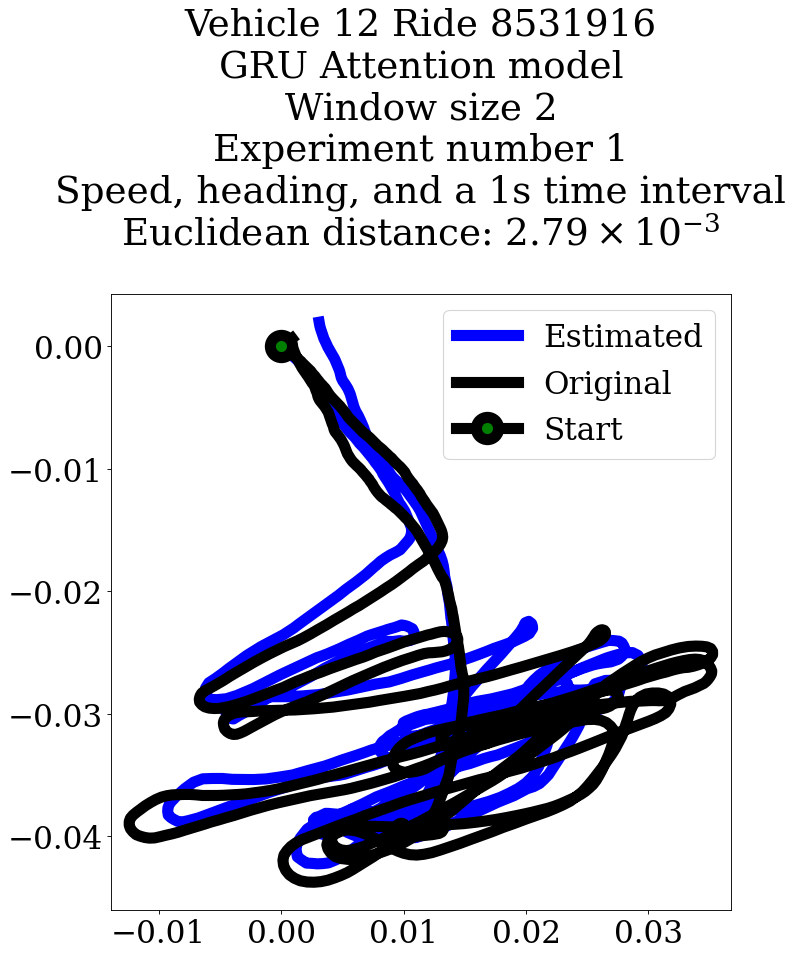 Vehicle 12 Ride 8531916
GRU Attention model
Window size 2
Experiment number 1
Speed, heading, and a 1s time interval
Euclidean distance: 2.79 × 10⁻³
Estimated
Original
Start
0.00
−0.01
−0.02
−0.03
−0.04
−0.01 0.00 0.01 0.02 0.03